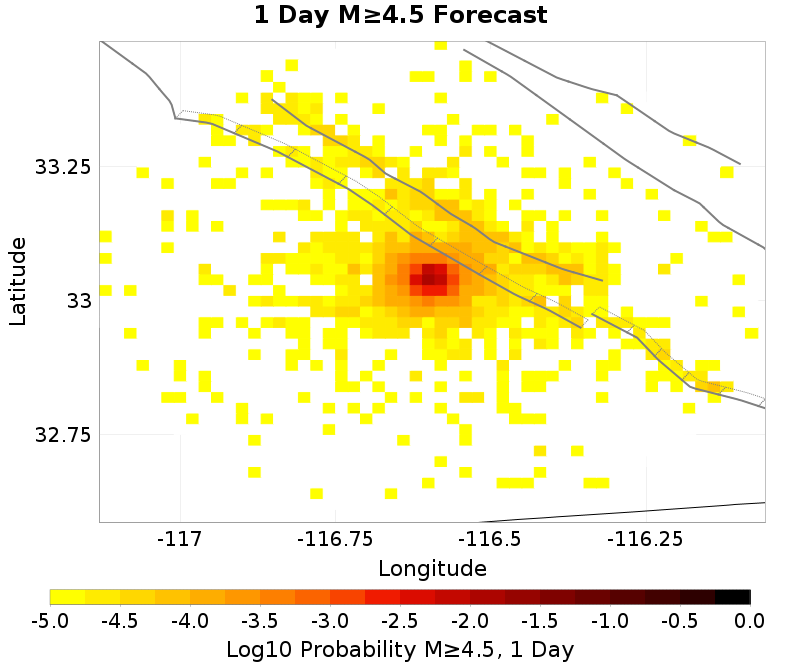 1 Day M≥4.5 Forecast
Latitude
33.25
33
32.75
-117 -116.75 -116.5 -116.25
Longitude
-5.0 -4.5 -4.0 -3.5 -3.0 -2.5 -2.0 -1.5 -1.0 -0.5 0.0
Log10 Probability M≥4.5, 1 Day